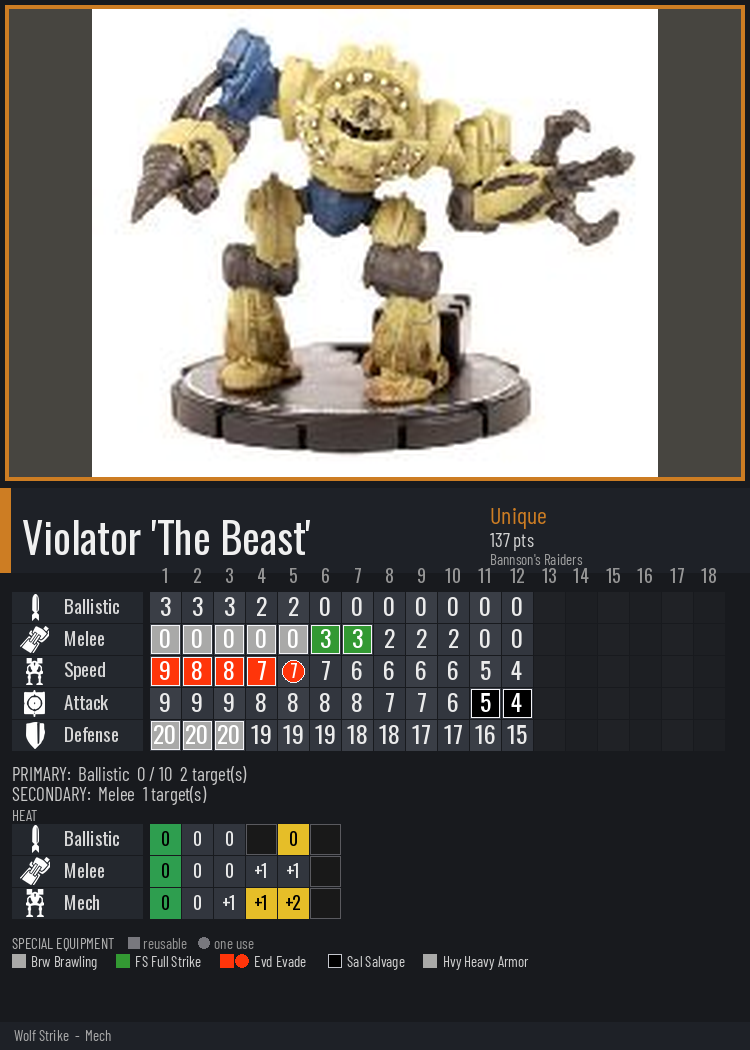 Violator 'The Beast'
Unique
137 pts
Bannson's Raiders
1 2 3 4 5 6 7 8 9 10 11 12 13 14 15 16 17 18
Ballistic 3 3 3 2 2 0 0 0 0 0 0 0
Melee 0 0 0 0 0 3 3 2 2 2 0 0
Speed 9 8 8 7 7 7 6 6 6 6 5 4
Attack 9 9 9 8 8 8 8 7 7 6 5 4
Defense 20 20 20 19 19 19 18 18 17 17 16 15
PRIMARY: Ballistic 0 / 10 2 target(s)
SECONDARY: Melee 1 target(s)
HEAT
Ballistic 0 0 0 0
Melee 0 0 0 +1 +1
Mech 0 0 +1 +1 +2
SPECIAL EQUIPMENT reusable one use
Brw Brawling FS Full Strike Evd Evade Sal Salvage Hvy Heavy Armor
Wolf Strike - Mech